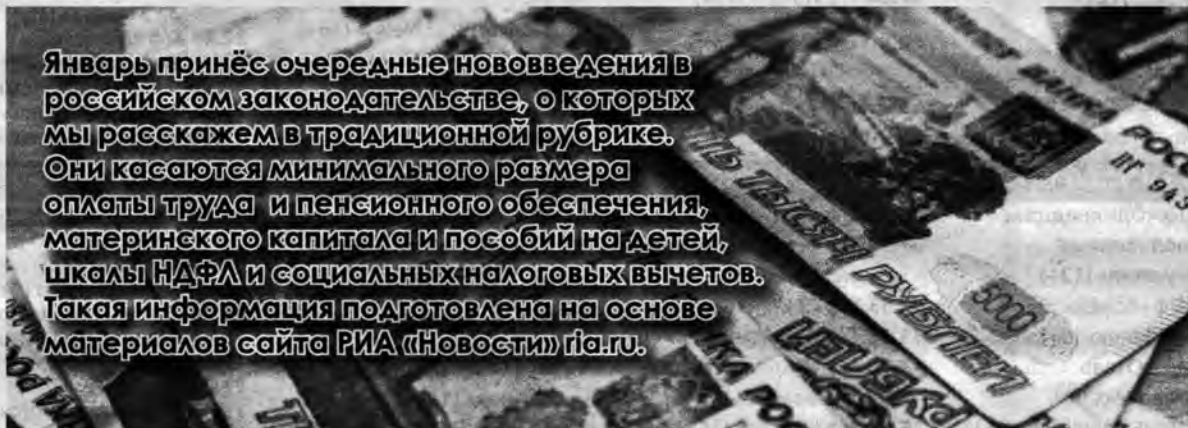 Январь принёс очередные нововведения в
российском законодательстве, о которых
мы расскажем в традиционной рубрике.
Они касаются минимального размера
оплаты труда и пенсионного обеспечения,
материнского капитала и пособий на детей,
шкалы НДФЛ и социальных налоговых вычетов.
Такая информация подготовлена на основе
материалов сайта РИА «Новости» ria.ru.
РУБЛЕЙ
5000